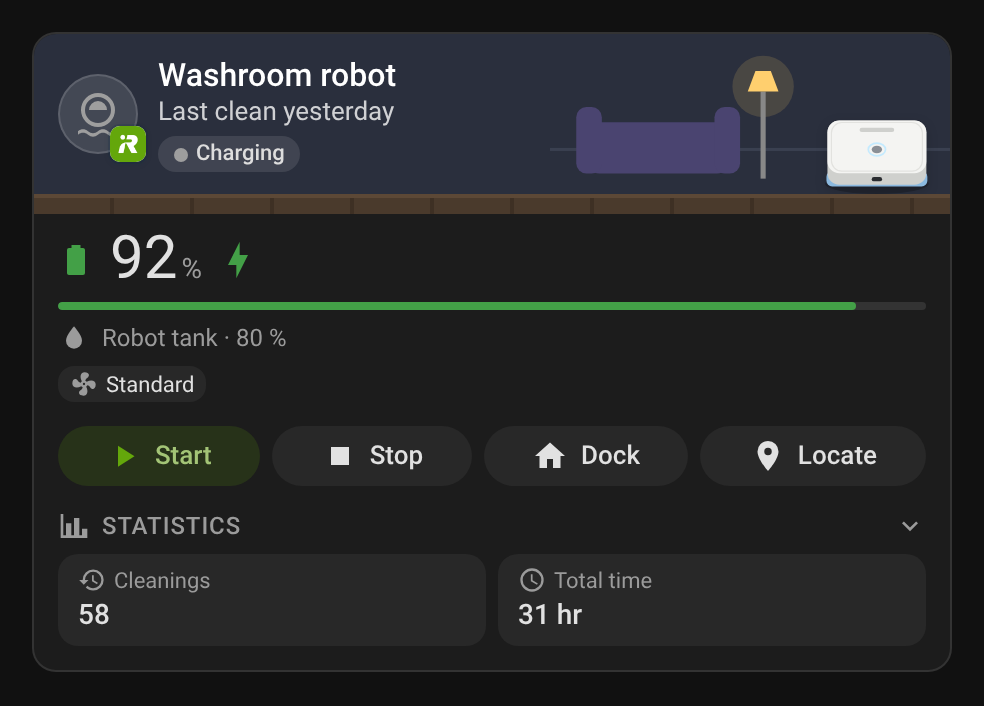 Washroom robot
Last clean yesterday
Charging
iR
92 %
Robot tank · 80 %
Standard
Start
Stop
Dock
Locate
STATISTICS
Cleanings
58
Total time
31 hr